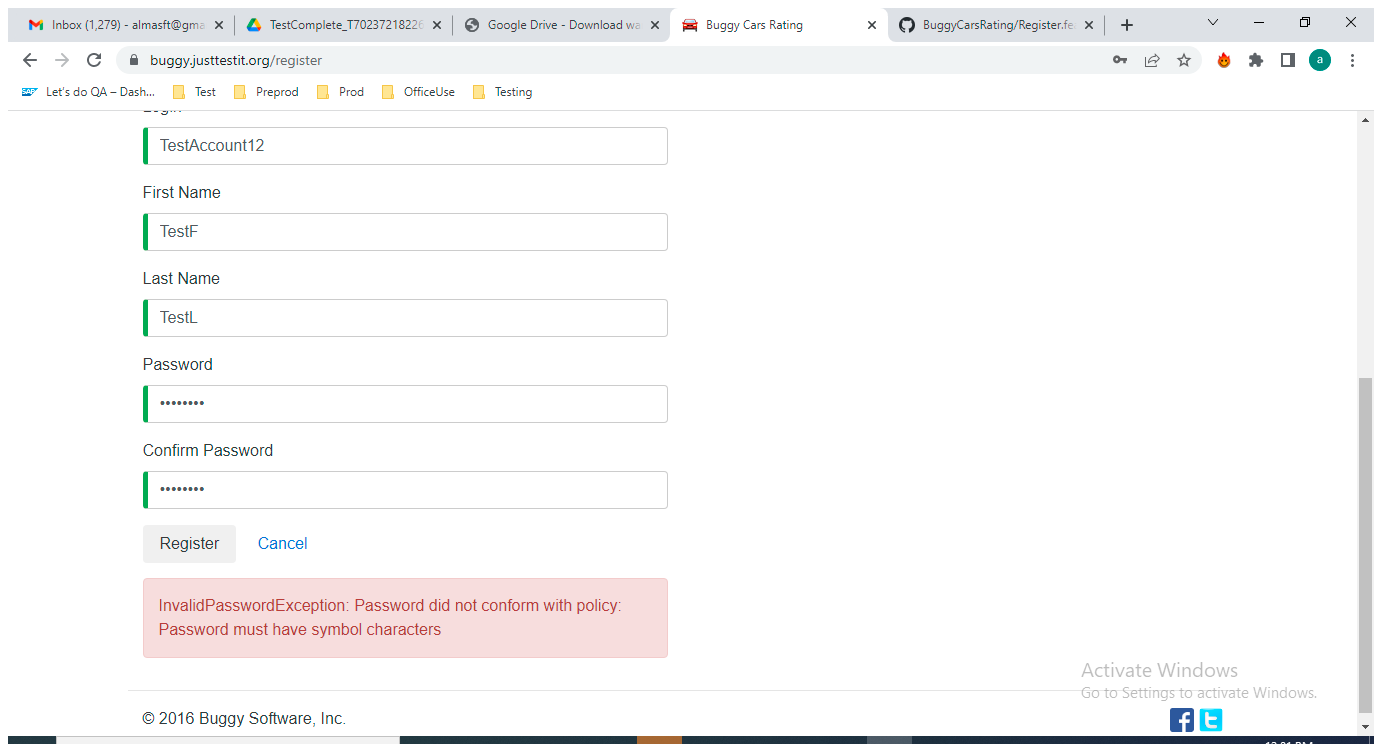 Inbox (1,279) - almasft@gma
TestComplete_T70237218226
Google Drive - Download wa
Buggy Cars Rating
BuggyCarsRating/Register.fe
buggy.justtestit.org/register
a
SAP
Let's do QA – Dash...
Test
Preprod
Prod
OfficeUse
Testing
Login
TestAccount12
First Name
TestF
Last Name
TestL
Password
••••••••
Confirm Password
••••••••
Register
Cancel
InvalidPasswordException: Password did not conform with policy:
Password must have symbol characters
Activate Windows
Go to Settings to activate Windows.
© 2016 Buggy Software, Inc.